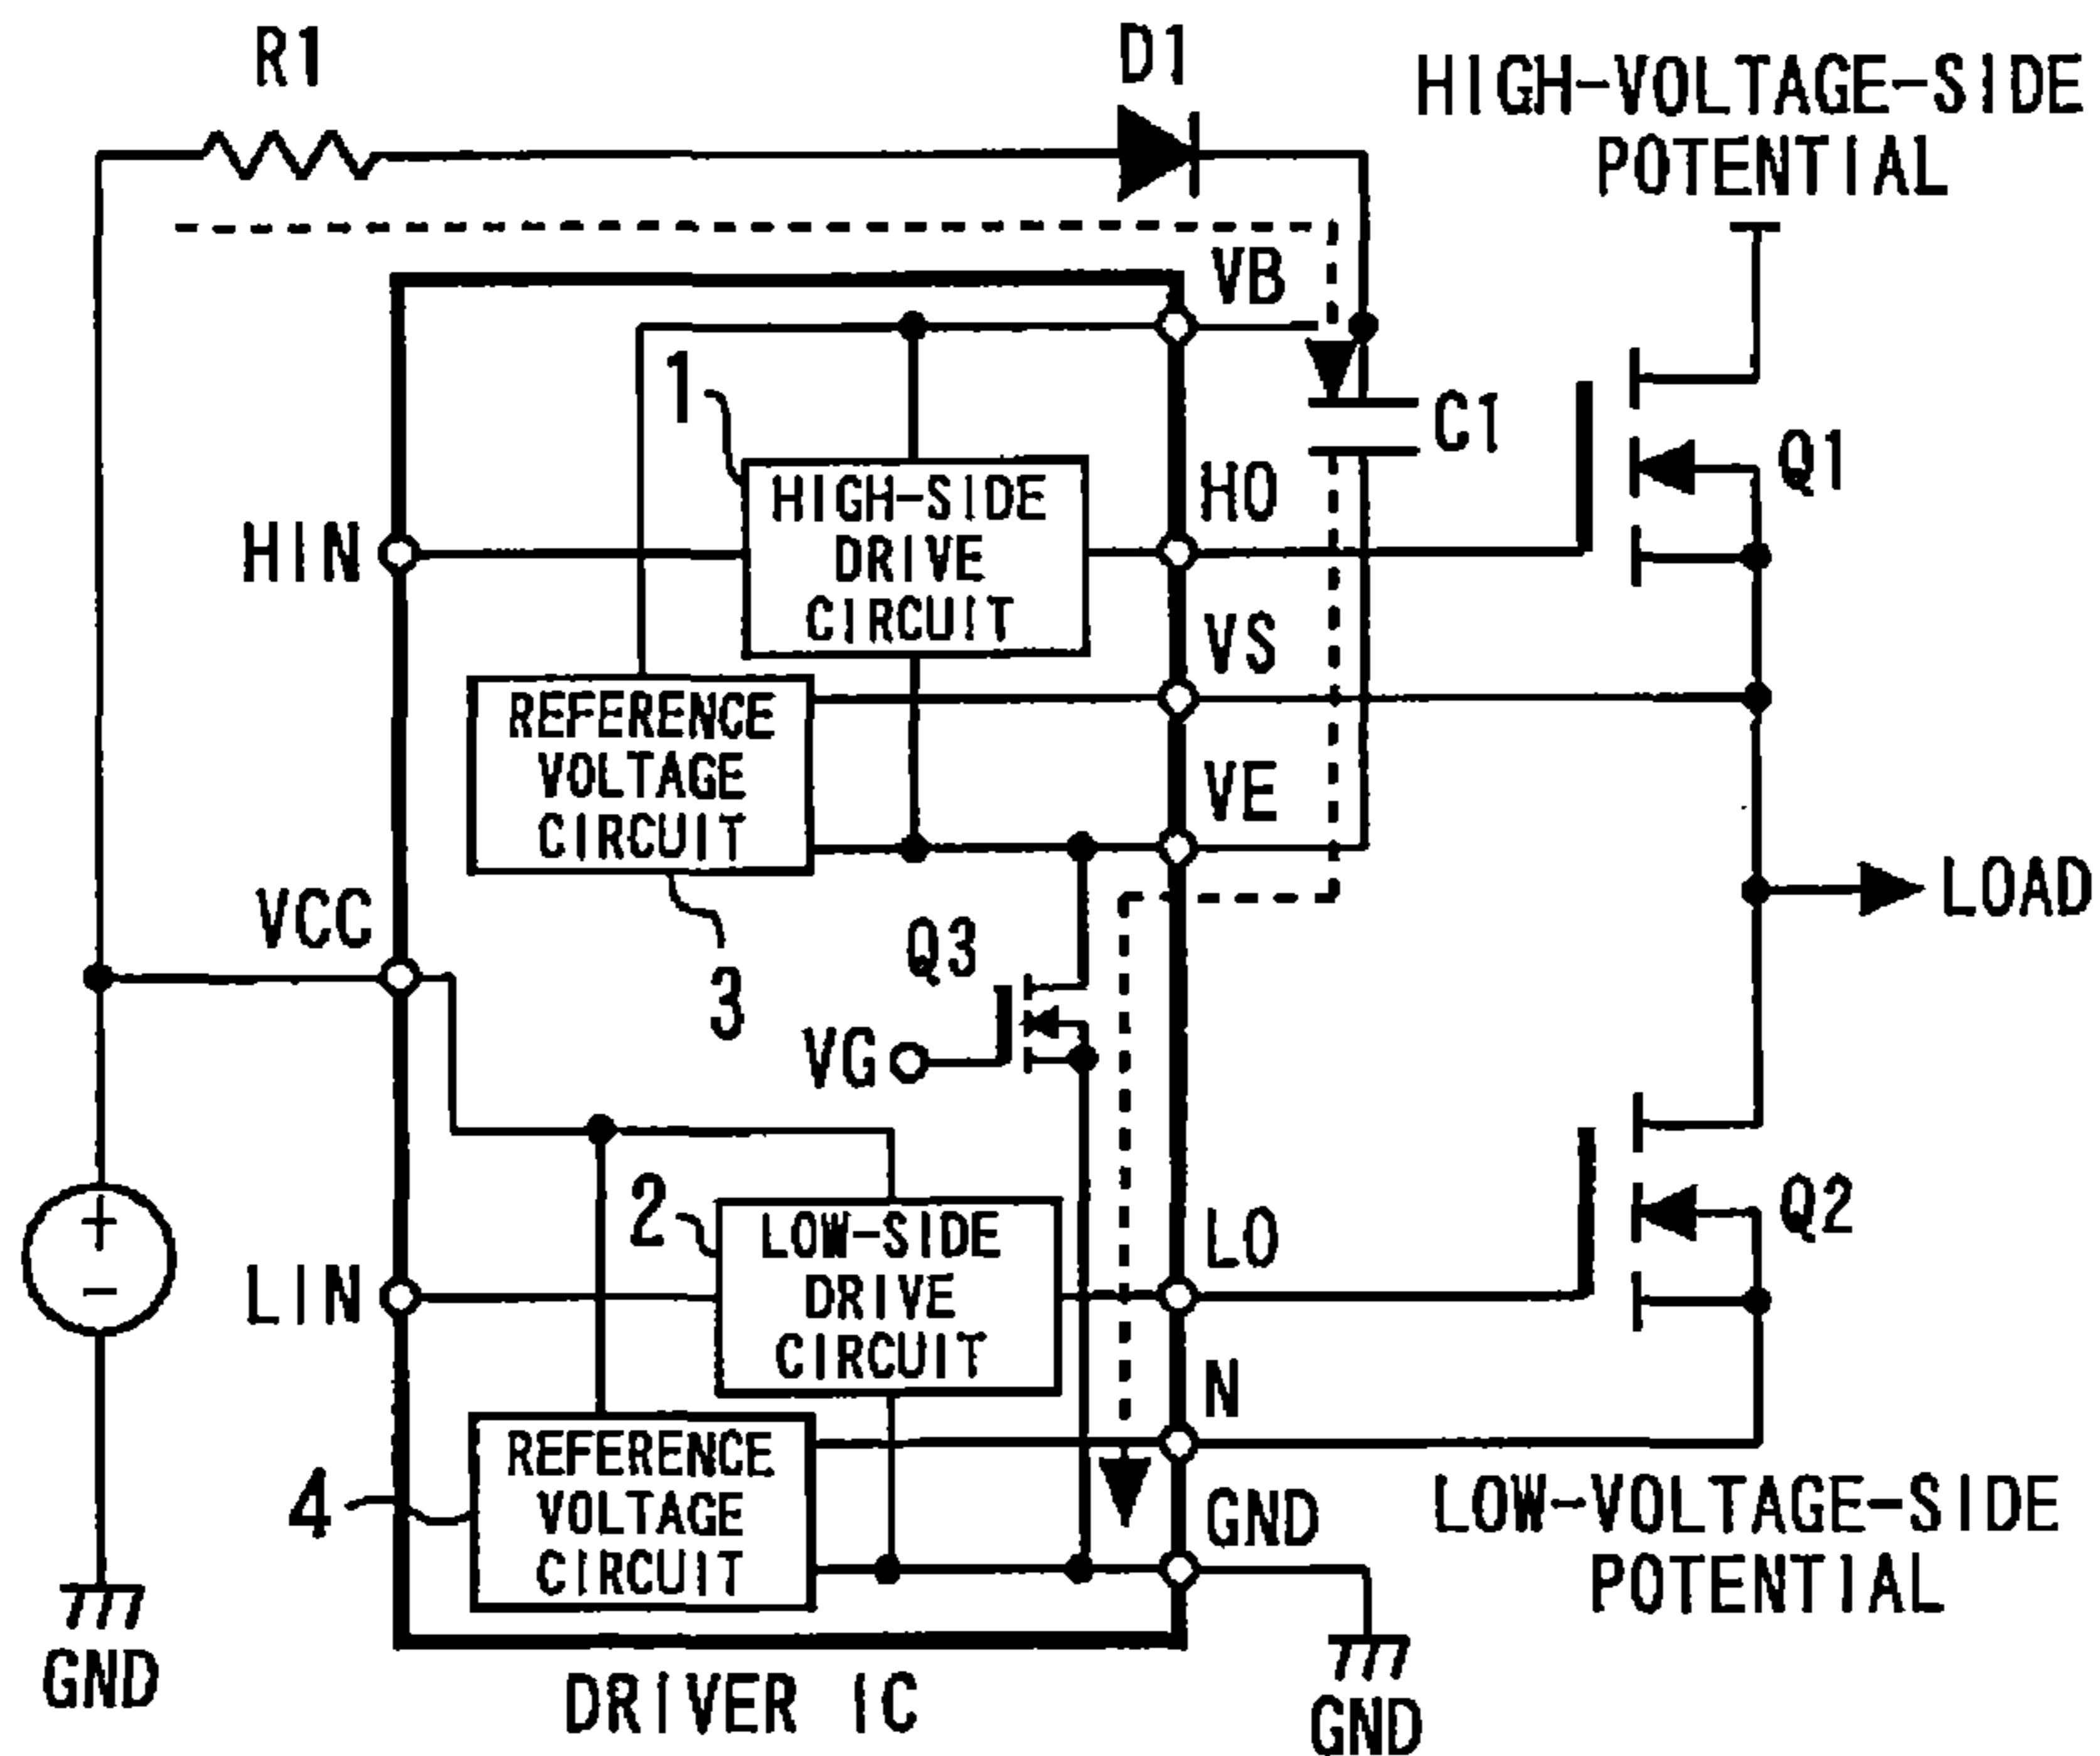 R1
D1
HIGH-VOLTAGE-SIDE
POTENTIAL
VB
1
C1
Q1
HIGH-SIDE
DRIVE
CIRCUIT
HO
HIN
VS
REFERENCE
VOLTAGE
CIRCUIT
VE
VCC
LOAD
3
Q3
VG
2
LOW-SIDE
DRIVE
CIRCUIT
LO
Q2
+
-
LIN
N
REFERENCE
VOLTAGE
CIRCUIT
4
GND
LOW-VOLTAGE-SIDE
POTENTIAL
GND
DRIVER IC
GND